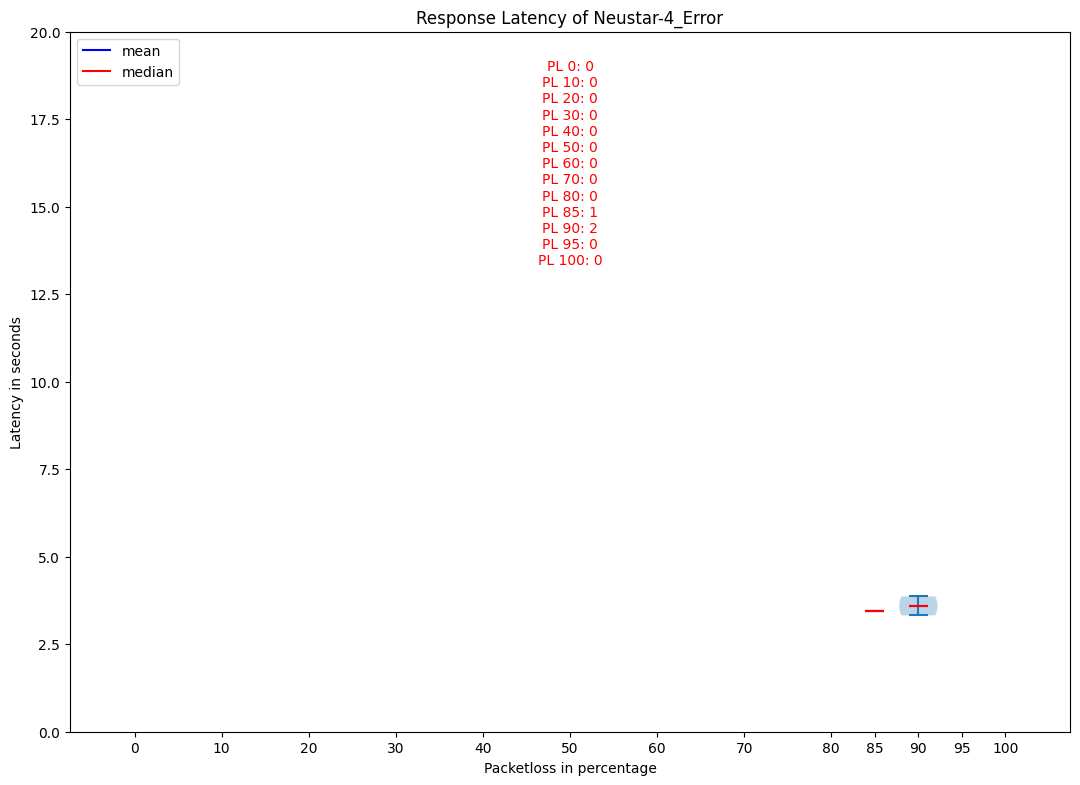 Response Latency of Neustar-4_Error
mean
median
PL 0: 0
PL 10: 0
PL 20: 0
PL 30: 0
PL 40: 0
PL 50: 0
PL 60: 0
PL 70: 0
PL 80: 0
PL 85: 1
PL 90: 2
PL 95: 0
PL 100: 0
Latency in seconds
20.0
17.5
15.0
12.5
10.0
7.5
5.0
2.5
0.0
0 10 20 30 40 50 60 70 80 85 90 95 100
Packetloss in percentage